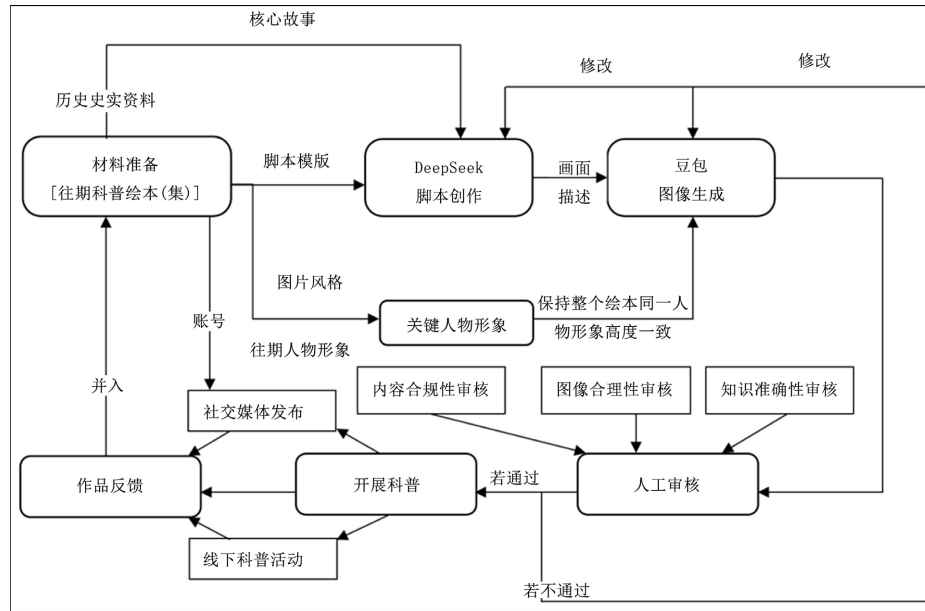 核心故事
修改
修改
历史史实资料
材料准备
[往期科普绘本(集)]
脚本模版
DeepSeek
脚本创作
画面
描述
豆包
图像生成
图片风格
账号
往期人物形象
关键人物形象
保持整个绘本同一人
物形象高度一致
并入
内容合规性审核
图像合理性审核
知识准确性审核
社交媒体发布
作品反馈
开展科普
若通过
人工审核
线下科普活动
若不通过